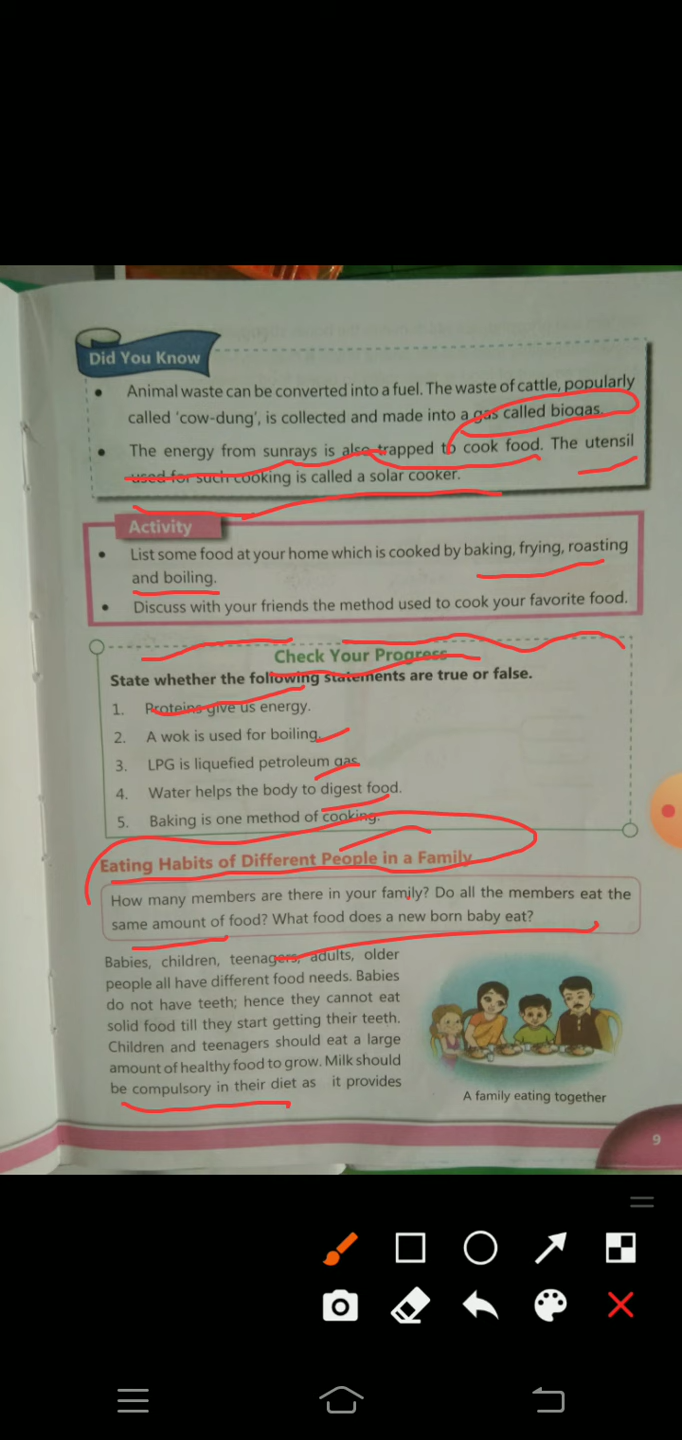 Did You Know
• Animal waste can be converted into a fuel. The waste of cattle, popularly
called ‘cow-dung’, is collected and made into a gas called biogas.
• The energy from sunrays is also trapped to cook food. The utensil
used for such cooking is called a solar cooker.
Activity
• List some food at your home which is cooked by baking, frying, roasting
and boiling.
• Discuss with your friends the method used to cook your favorite food.
Check Your Progress
State whether the following statements are true or false.
1. Proteins give us energy.
2. A wok is used for boiling.
3. LPG is liquefied petroleum gas.
4. Water helps the body to digest food.
5. Baking is one method of cooking.
Eating Habits of Different People in a Family
How many members are there in your family? Do all the members eat the
same amount of food? What food does a new born baby eat?
Babies, children, teenagers, adults, older
people all have different food needs. Babies
do not have teeth; hence they cannot eat
solid food till they start getting their teeth.
Children and teenagers should eat a large
amount of healthy food to grow. Milk should
be compulsory in their diet as it provides
A family eating together
9